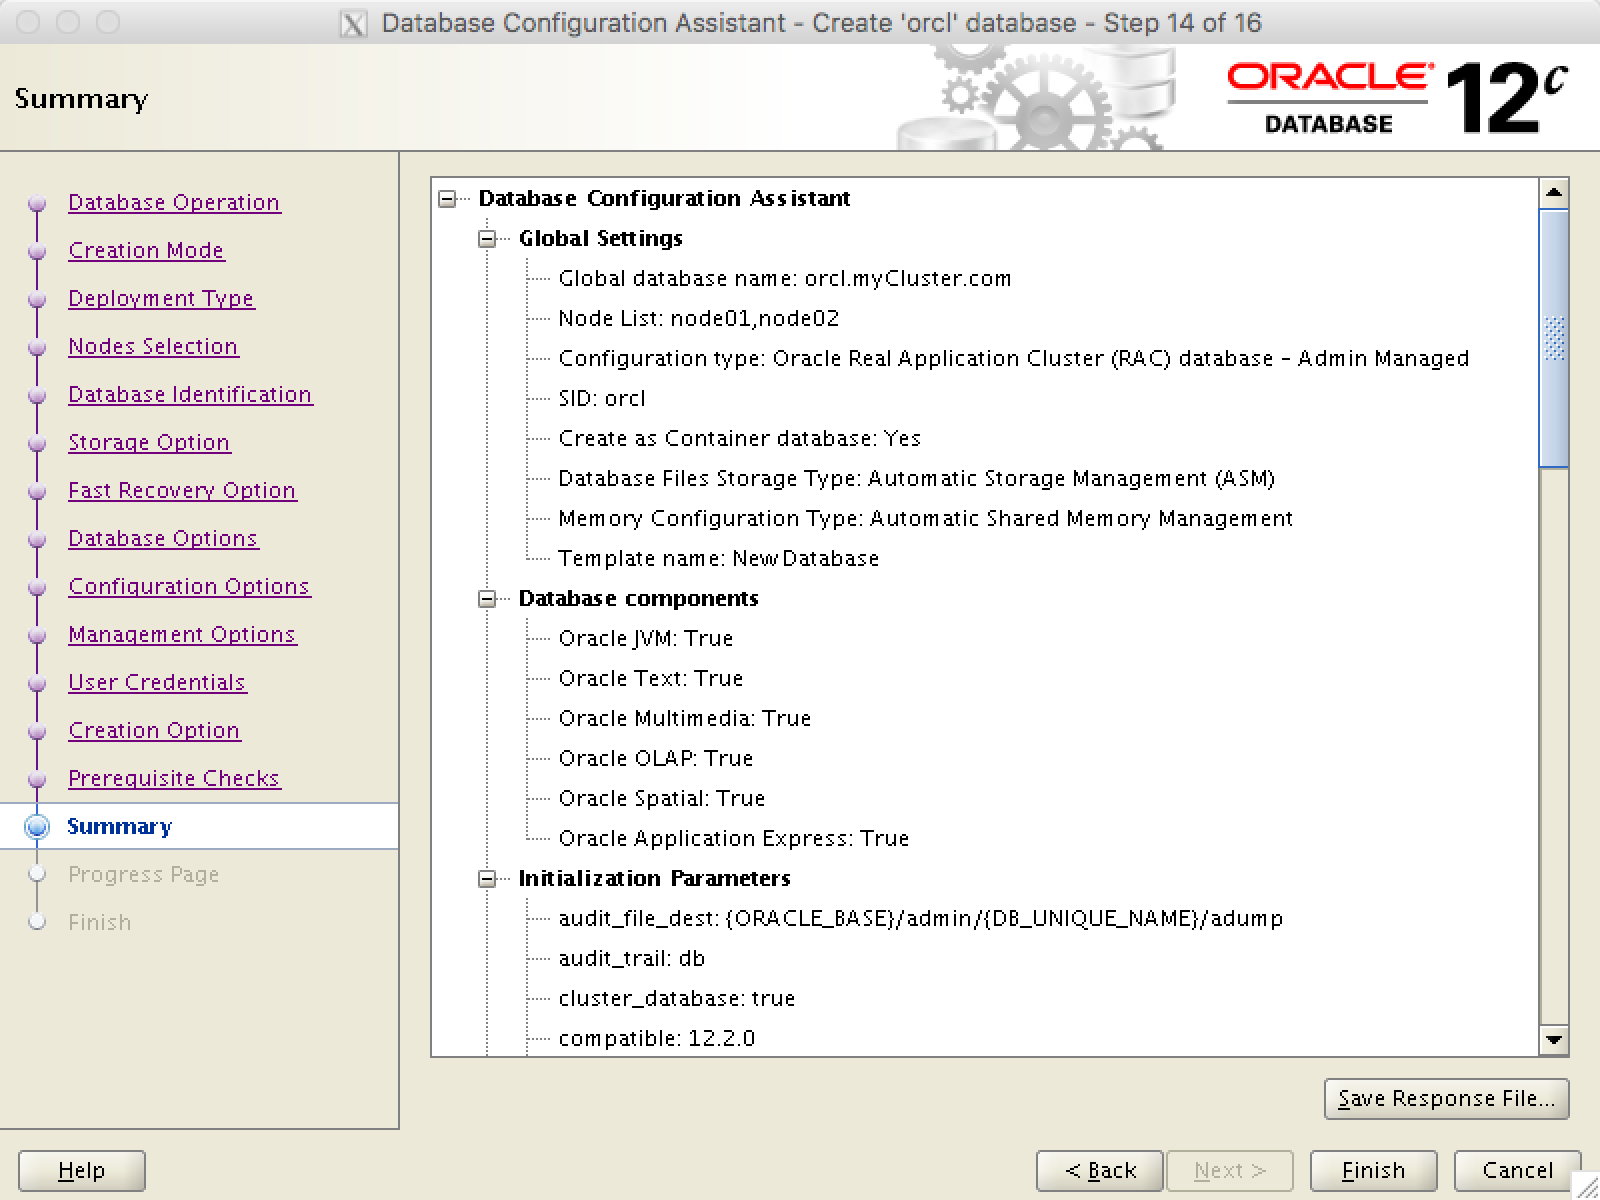 Database Configuration Assistant - Create 'orcl' database - Step 14 of 16
Summary
ORACLE
DATABASE
12c
Database Operation
Creation Mode
Deployment Type
Nodes Selection
Database Identification
Storage Option
Fast Recovery Option
Database Options
Configuration Options
Management Options
User Credentials
Creation Option
Prerequisite Checks
Summary
Progress Page
Finish
Database Configuration Assistant
Global Settings
Global database name: orcl.myCluster.com
Node List: node01,node02
Configuration type: Oracle Real Application Cluster (RAC) database - Admin Managed
SID: orcl
Create as Container database: Yes
Database Files Storage Type: Automatic Storage Management (ASM)
Memory Configuration Type: Automatic Shared Memory Management
Template name: New Database
Database components
Oracle JVM: True
Oracle Text: True
Oracle Multimedia: True
Oracle OLAP: True
Oracle Spatial: True
Oracle Application Express: True
Initialization Parameters
audit_file_dest: {ORACLE_BASE}/admin/{DB_UNIQUE_NAME}/adump
audit_trail: db
cluster_database: true
compatible: 12.2.0
Save Response File...
Help
< Back
Next >
Finish
Cancel